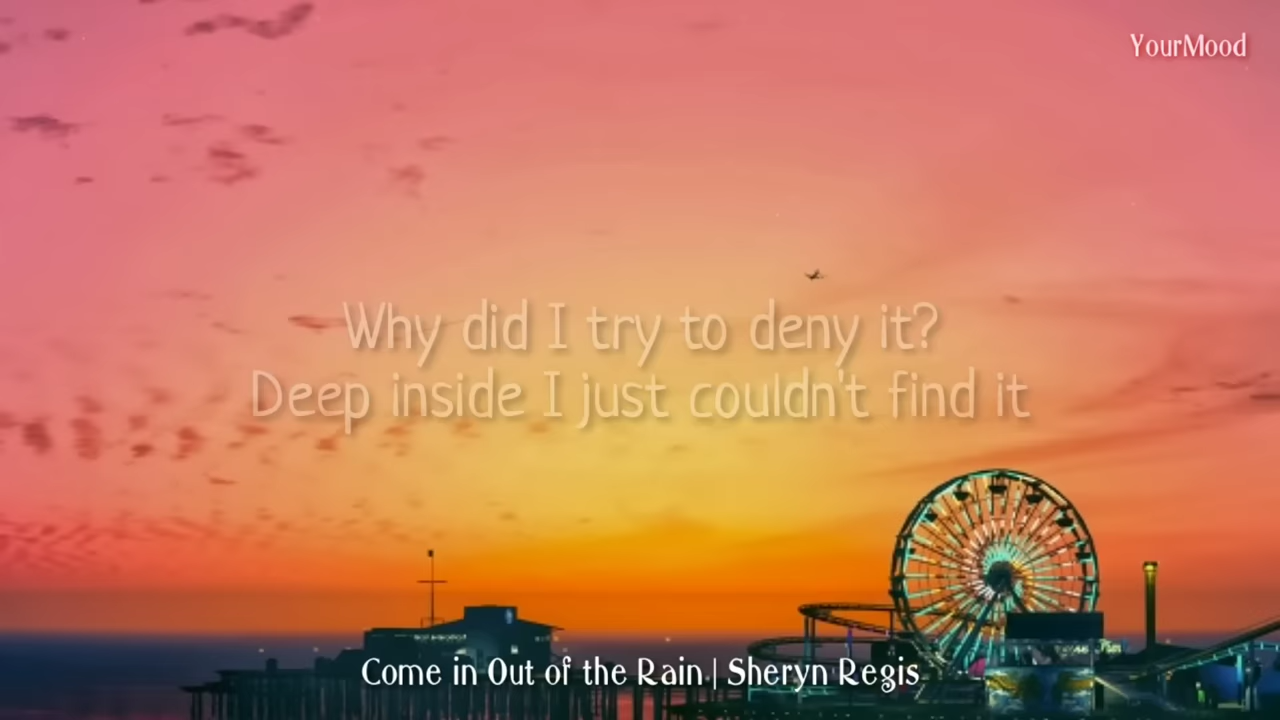 YourMood
Why did I try to deny it?
Deep inside I just couldn't find it
Come in Out of the Rain | Sheryn Regis